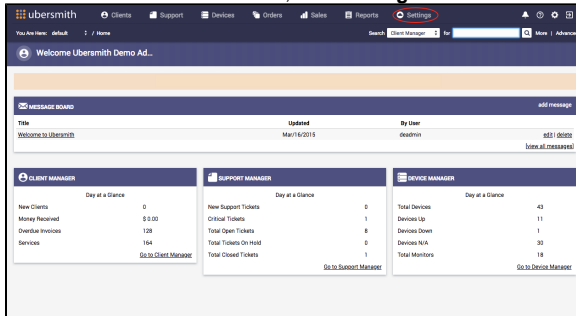 ubersmith Clients Support Devices Orders Sales Reports Settings
You Are Here: default / Home Search Client Manager for More | Advance
Welcome Ubersmith Demo Ad...
MESSAGE BOARD add message
Title Updated By User
Welcome to Ubersmith Mar/16/2015 deadmin edit | delete
[view all messages]
CLIENT MANAGER SUPPORT MANAGER DEVICE MANAGER
Day at a Glance Day at a Glance Day at a Glance
New Clients 0 New Support Tickets 0 Total Devices 43
Money Received $ 0.00 Critical Tickets 1 Devices Up 11
Overdue Invoices 128 Total Open Tickets 8 Devices Down 1
Services 164 Total Tickets On Hold 0 Devices N/A 30
Go to Client Manager Total Closed Tickets 1 Total Monitors 18
Go to Support Manager Go to Device Manager